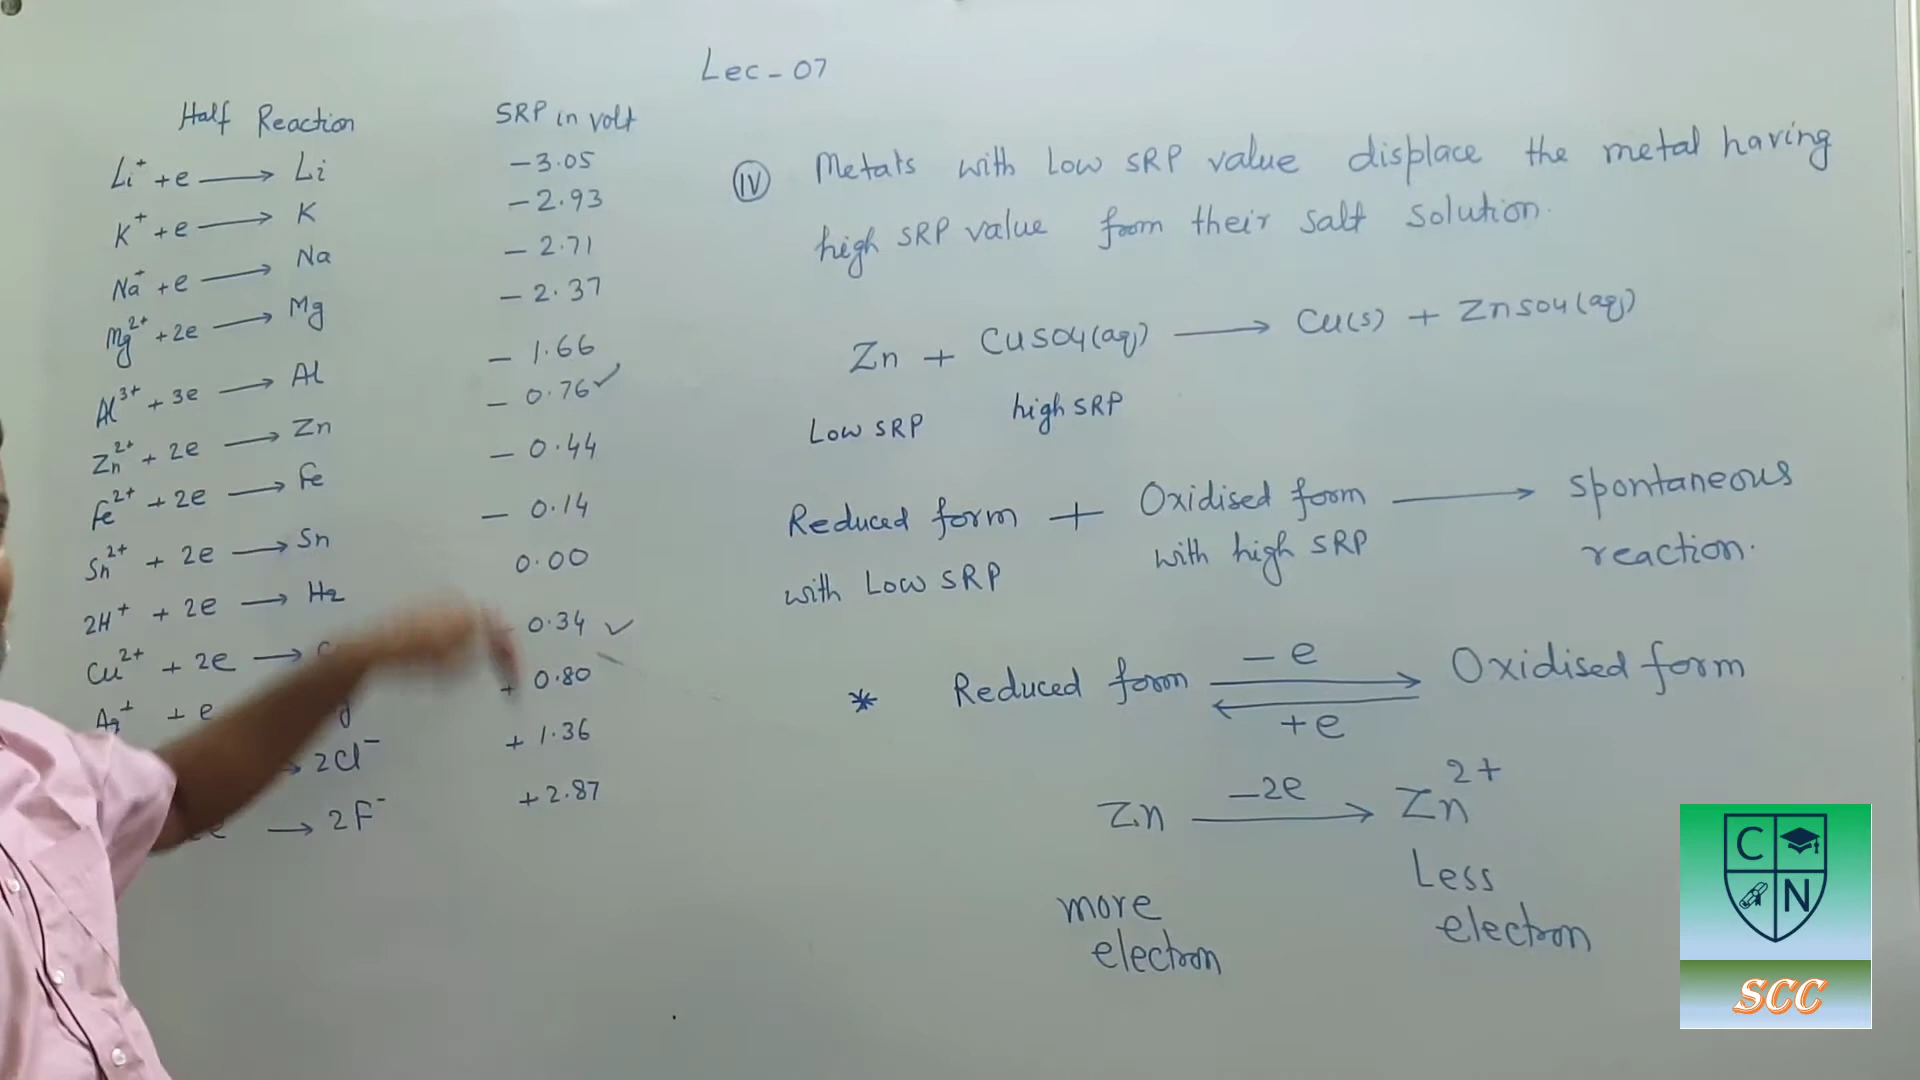 Lec-07
Half Reaction SRP in volt
Li⁺ + e ⟶ Li -3.05
K⁺ + e ⟶ K -2.93
Na⁺ + e ⟶ Na -2.71
Mg²⁺ + 2e ⟶ Mg -2.37
Al³⁺ + 3e ⟶ Al -1.66
Zn²⁺ + 2e ⟶ Zn -0.76 ✓
Fe²⁺ + 2e ⟶ Fe -0.44
Sn²⁺ + 2e ⟶ Sn -0.14
2H⁺ + 2e ⟶ H₂ 0.00
Cu²⁺ + 2e ⟶ 0.34 ✓
Ag⁺ + e + 0.80
⟶ 2Cl⁻ + 1.36
⟶ 2F⁻ +2.87
(IV) Metals with Low SRP value displace the metal having
high SRP value from their salt solution.
Zn + CuSO4(aq) ⟶ Cu(s) + ZnSO4(aq)
Low SRP high SRP
Reduced form + Oxidised form ⟶ spontaneous
with Low SRP with high SRP reaction.
-e
* Reduced form ⇌ Oxidised form
+e
Zn -2e ⟶ Zn²⁺
more Less
electron electron
C
N
SCC